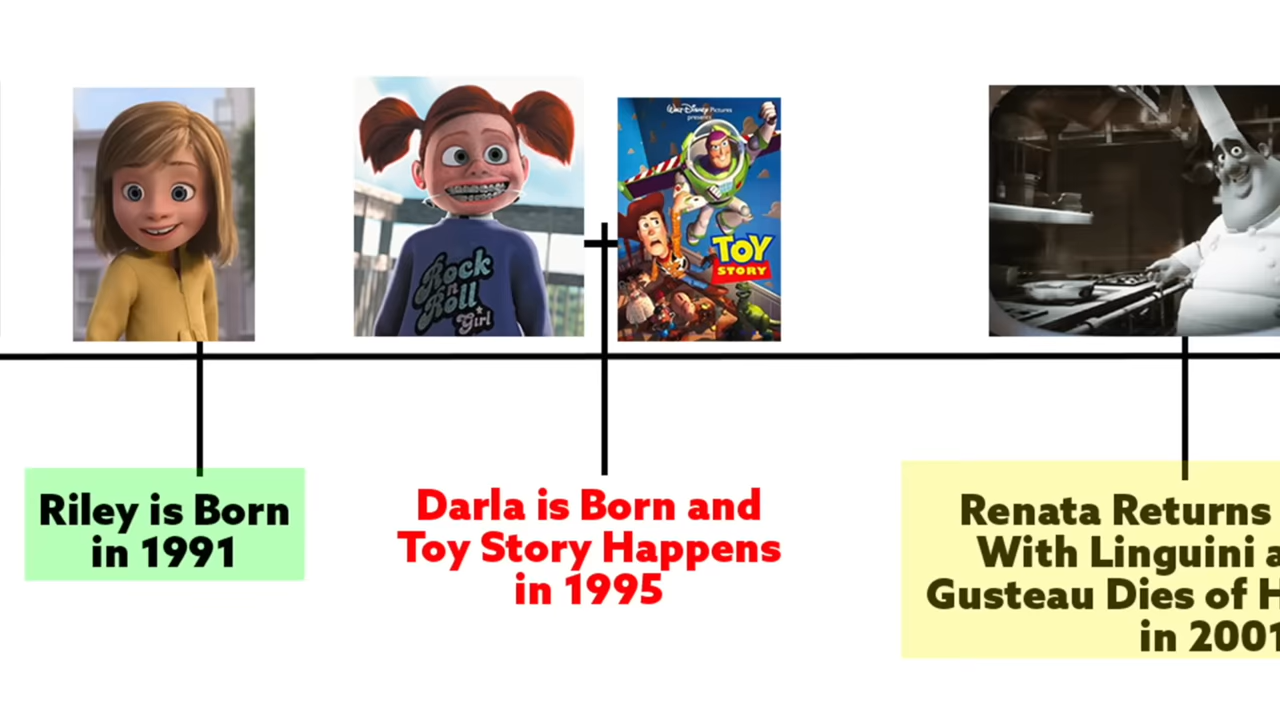 Rock
n
Roll
Girl
Walt Disney Pictures
presents
TOY
STORY
Riley is Born
in 1991
Darla is Born and
Toy Story Happens
in 1995
Renata Returns
With Linguini a
Gusteau Dies of H
in 2001